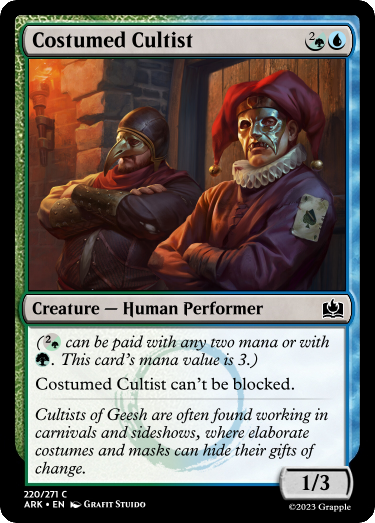 Costumed Cultist 2
Creature — Human Performer
(2 can be paid with any two mana or with
. This card's mana value is 3.)
Costumed Cultist can't be blocked.
Cultists of Geesh are often found working in
carnivals and sideshows, where elaborate
costumes and masks can hide their gifts of
change.
1/3
220/271 C
ARK • EN Grafit Stuido
©2023 Grapple